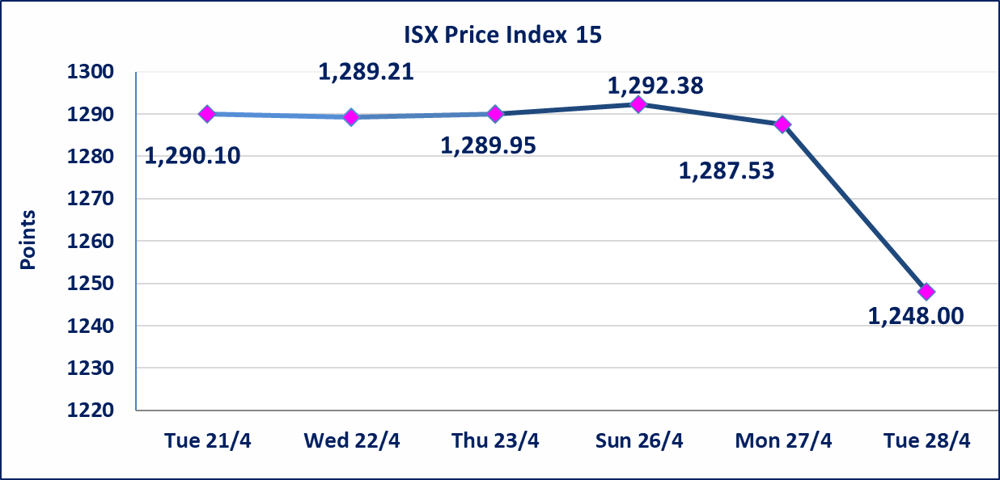 ISX Price Index 15
1300
1290
1280
1270
1260
1250
1240
1230
1220
Points
1,290.10
1,289.21
1,289.95
1,292.38
1,287.53
1,248.00
Tue 21/4
Wed 22/4
Thu 23/4
Sun 26/4
Mon 27/4
Tue 28/4